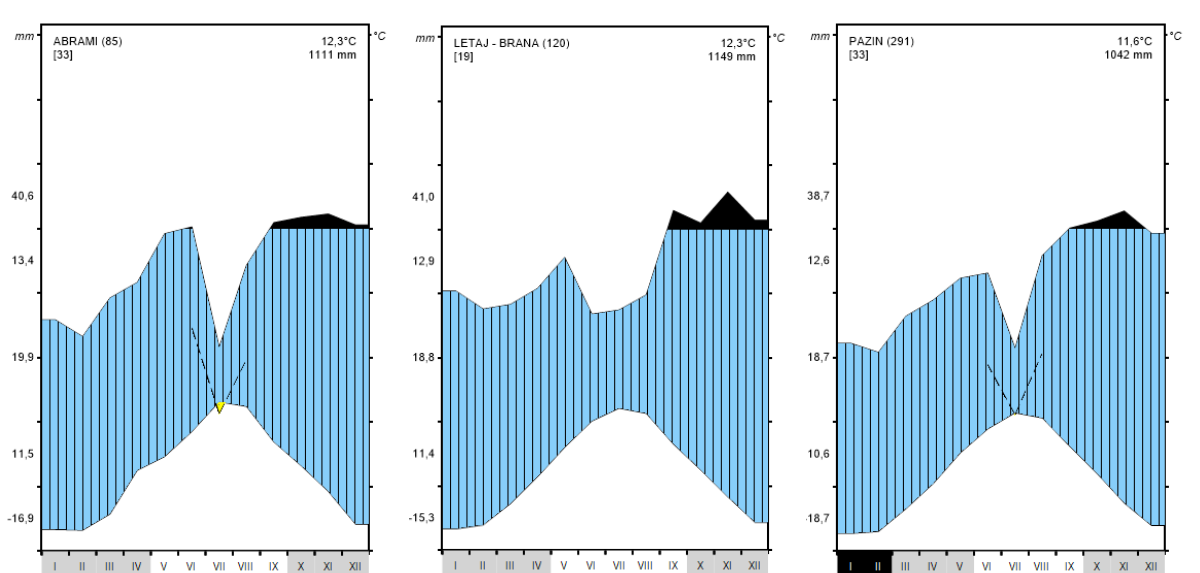 mm
ABRAMI (85) 12,3°C
°C
[33] 1111 mm
40,6
13,4
19,9
11,5
-16,9
I II III IV V VI VII VIII IX X XI XII
mm
LETAJ - BRANA (120) 12,3°C
°C
[19] 1149 mm
41,0
12,9
18,8
11,4
-15,3
I II III IV V VI VII VIII IX X XI XII
mm
PAZIN (291) 11,6°C
°C
[33] 1042 mm
38,7
12,6
18,7
10,6
18,7
I II III IV V VI VII VIII IX X XI XII